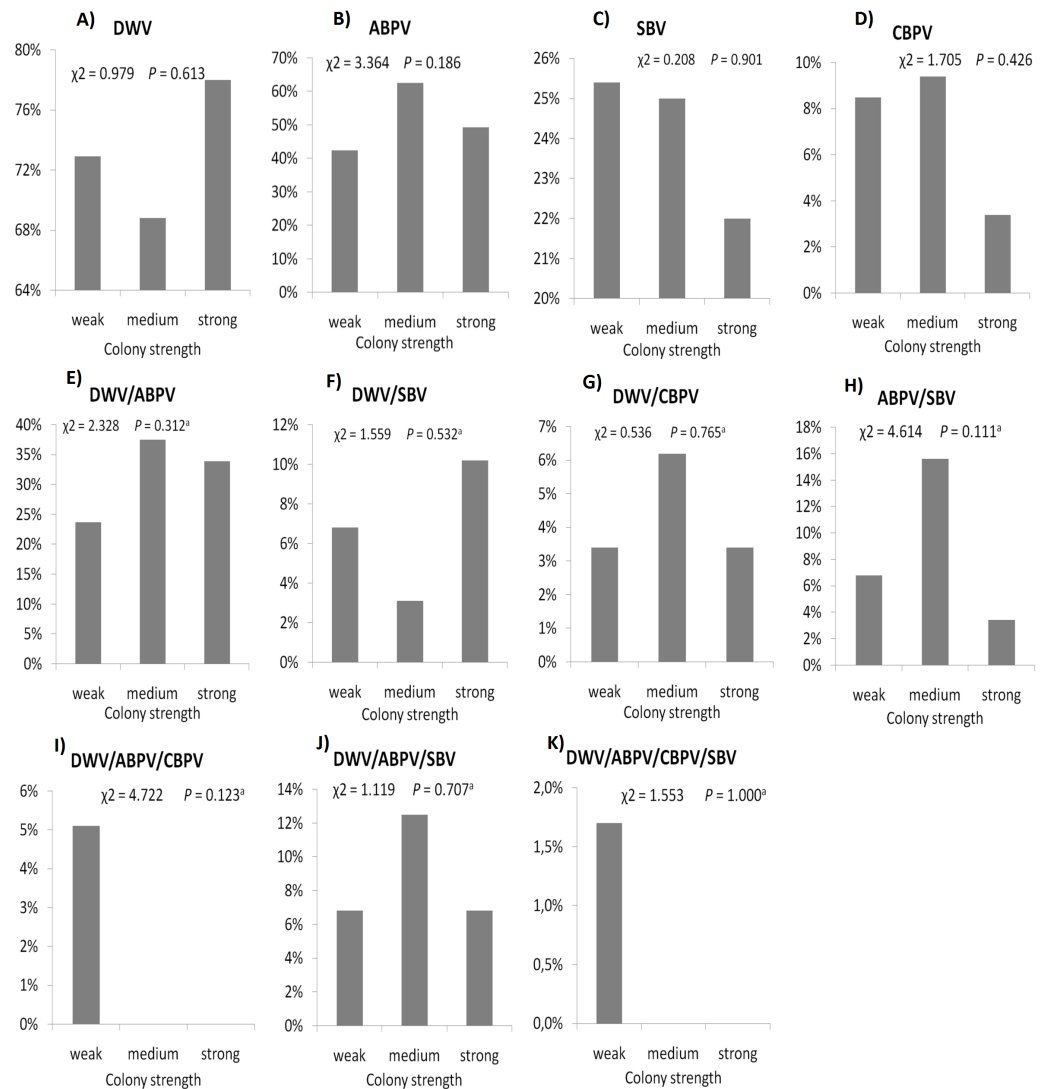 A)
DWV
χ2 = 0.979 P = 0.613
80%
76%
72%
68%
64%
weak medium strong
Colony strength
B)
ABPV
χ2 = 3.364 P = 0.186
70%
60%
50%
40%
30%
20%
10%
0%
weak medium strong
Colony strength
C)
SBV
χ2 = 0.208 P = 0.901
26%
25%
24%
23%
22%
21%
20%
weak medium strong
Colony strength
D)
CBPV
χ2 = 1.705 P = 0.426
10%
8%
6%
4%
2%
0%
weak medium strong
Colony strength
E)
DWV/ABPV
χ2 = 2.328 P = 0.312ᵃ
40%
35%
30%
25%
20%
15%
10%
5%
0%
weak medium strong
Colony strength
F)
DWV/SBV
χ2 = 1.559 P = 0.532ᵃ
12%
10%
8%
6%
4%
2%
0%
weak medium strong
Colony strength
G)
DWV/CBPV
χ2 = 0.536 P = 0.765ᵃ
7%
6%
5%
4%
3%
2%
1%
0%
weak medium strong
Colony strength
H)
ABPV/SBV
χ2 = 4.614 P = 0.111ᵃ
18%
16%
14%
12%
10%
8%
6%
4%
2%
0%
weak medium strong
Colony strength
I)
DWV/ABPV/CBPV
χ2 = 4.722 P = 0.123ᵃ
6%
5%
4%
3%
2%
1%
0%
weak medium strong
Colony strength
J)
DWV/ABPV/SBV
χ2 = 1.119 P = 0.707ᵃ
14%
12%
10%
8%
6%
4%
2%
0%
weak medium strong
Colony strength
K)
DWV/ABPV/CBPV/SBV
χ2 = 1.553 P = 1.000ᵃ
2,0%
1,5%
1,0%
0,5%
0,0%
weak medium strong
Colony strength